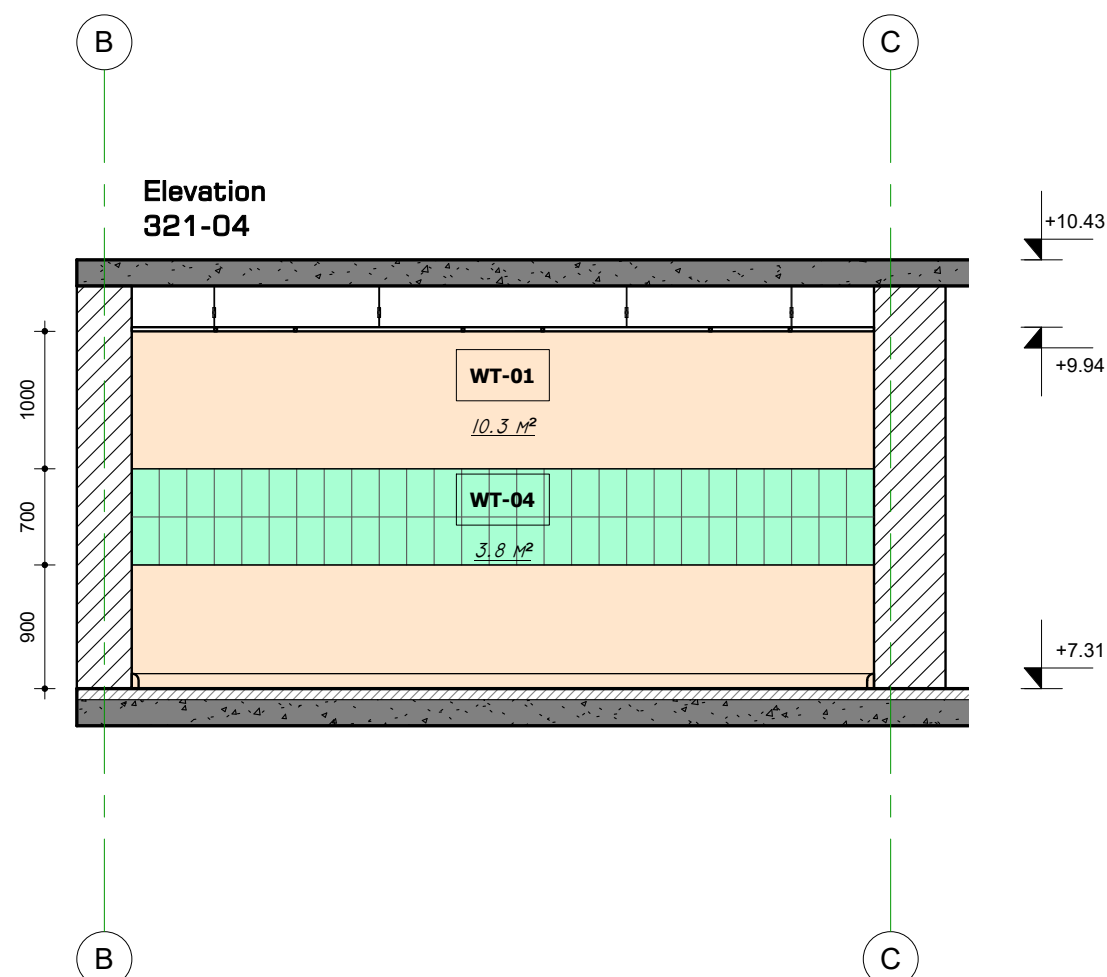 B
C
Elevation
321-04
+10.43
+9.94
1000
WT-01
10.3 M²
700
WT-04
3.8 M²
900
+7.31
B
C